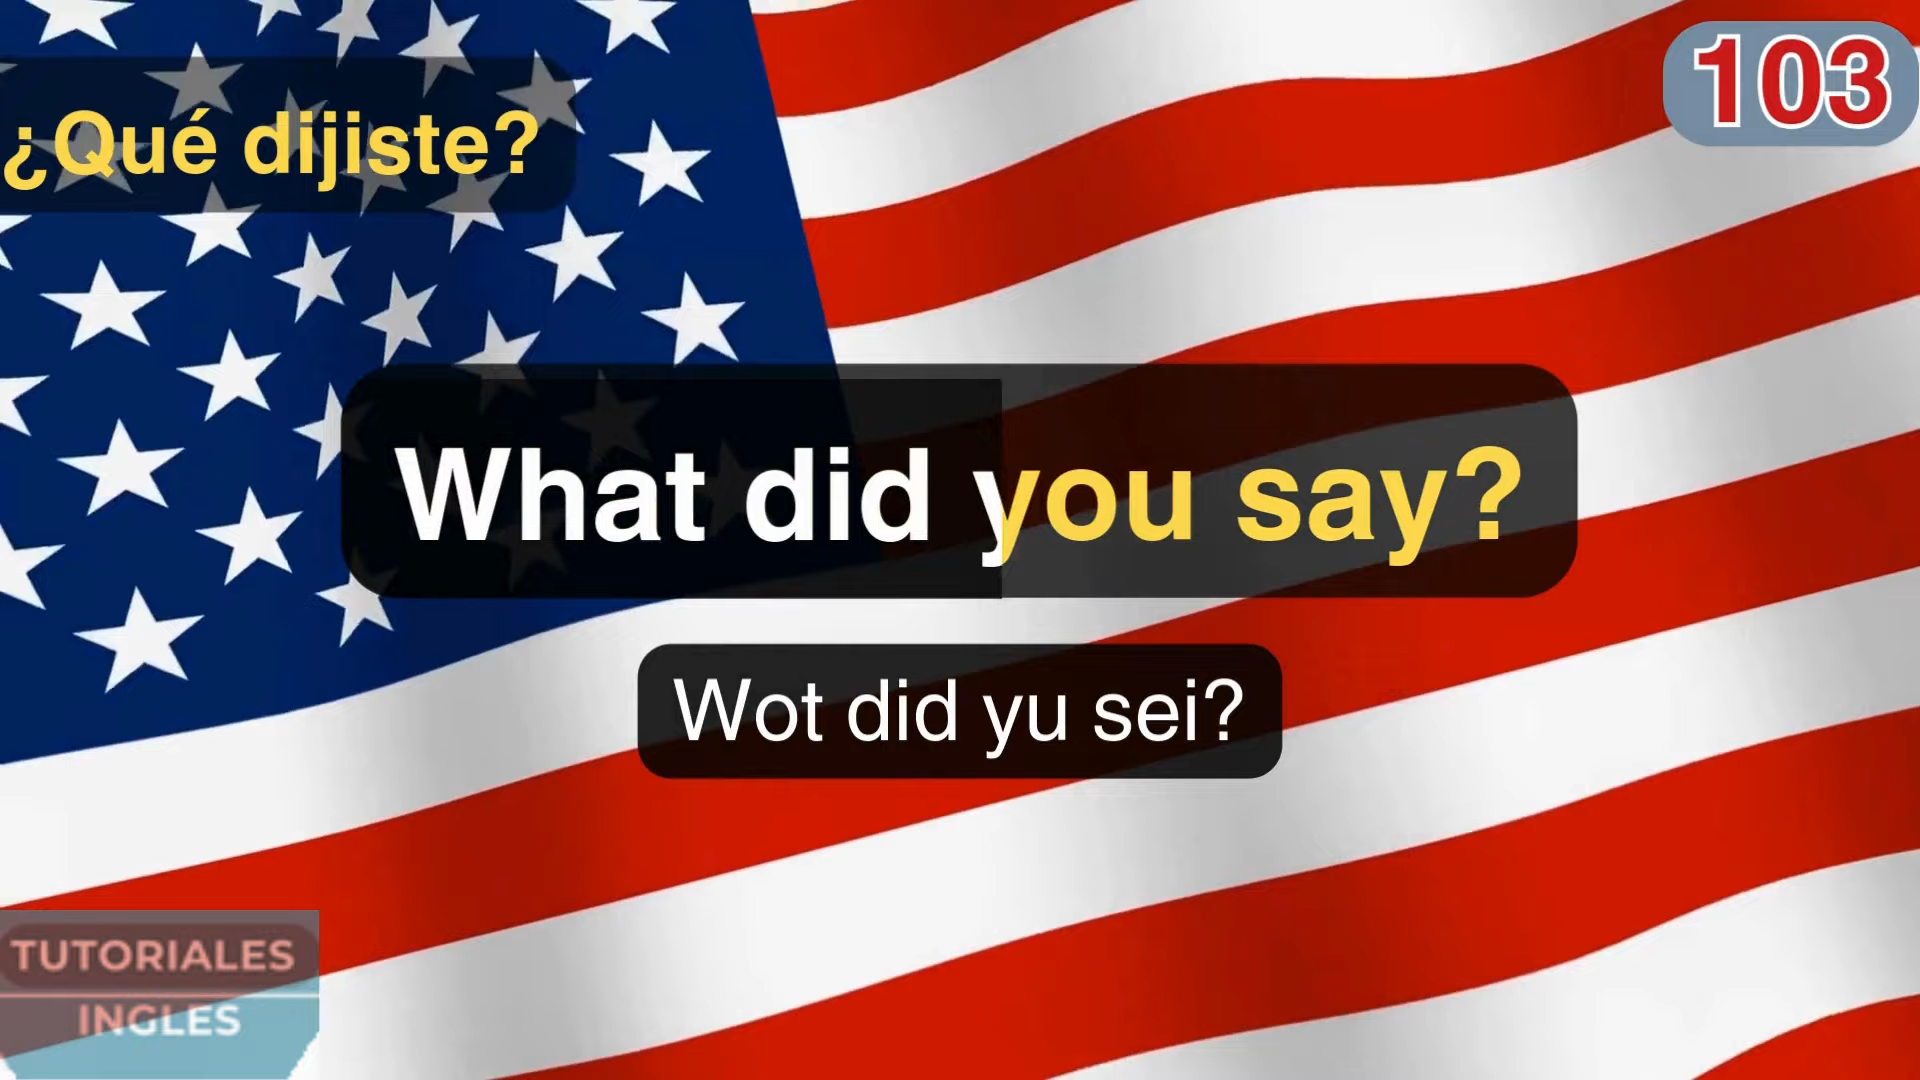 103
¿Qué dijiste?
What did you say?
Wot did yu sei?
TUTORIALES
INGLES